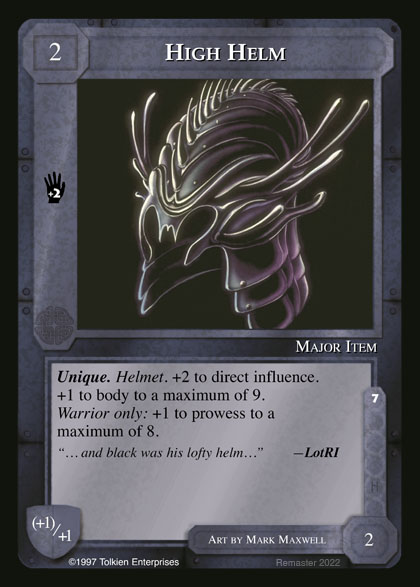 2
HIGH HELM
+2
MAJOR ITEM
Unique. Helmet. +2 to direct influence.
+1 to body to a maximum of 9.
Warrior only: +1 to prowess to a
maximum of 8.
“… and black was his lofty helm…” —LotRI
7
H
(+1)/+1
ART BY MARK MAXWELL
2
©1997 Tolkien Enterprises
Remaster 2022